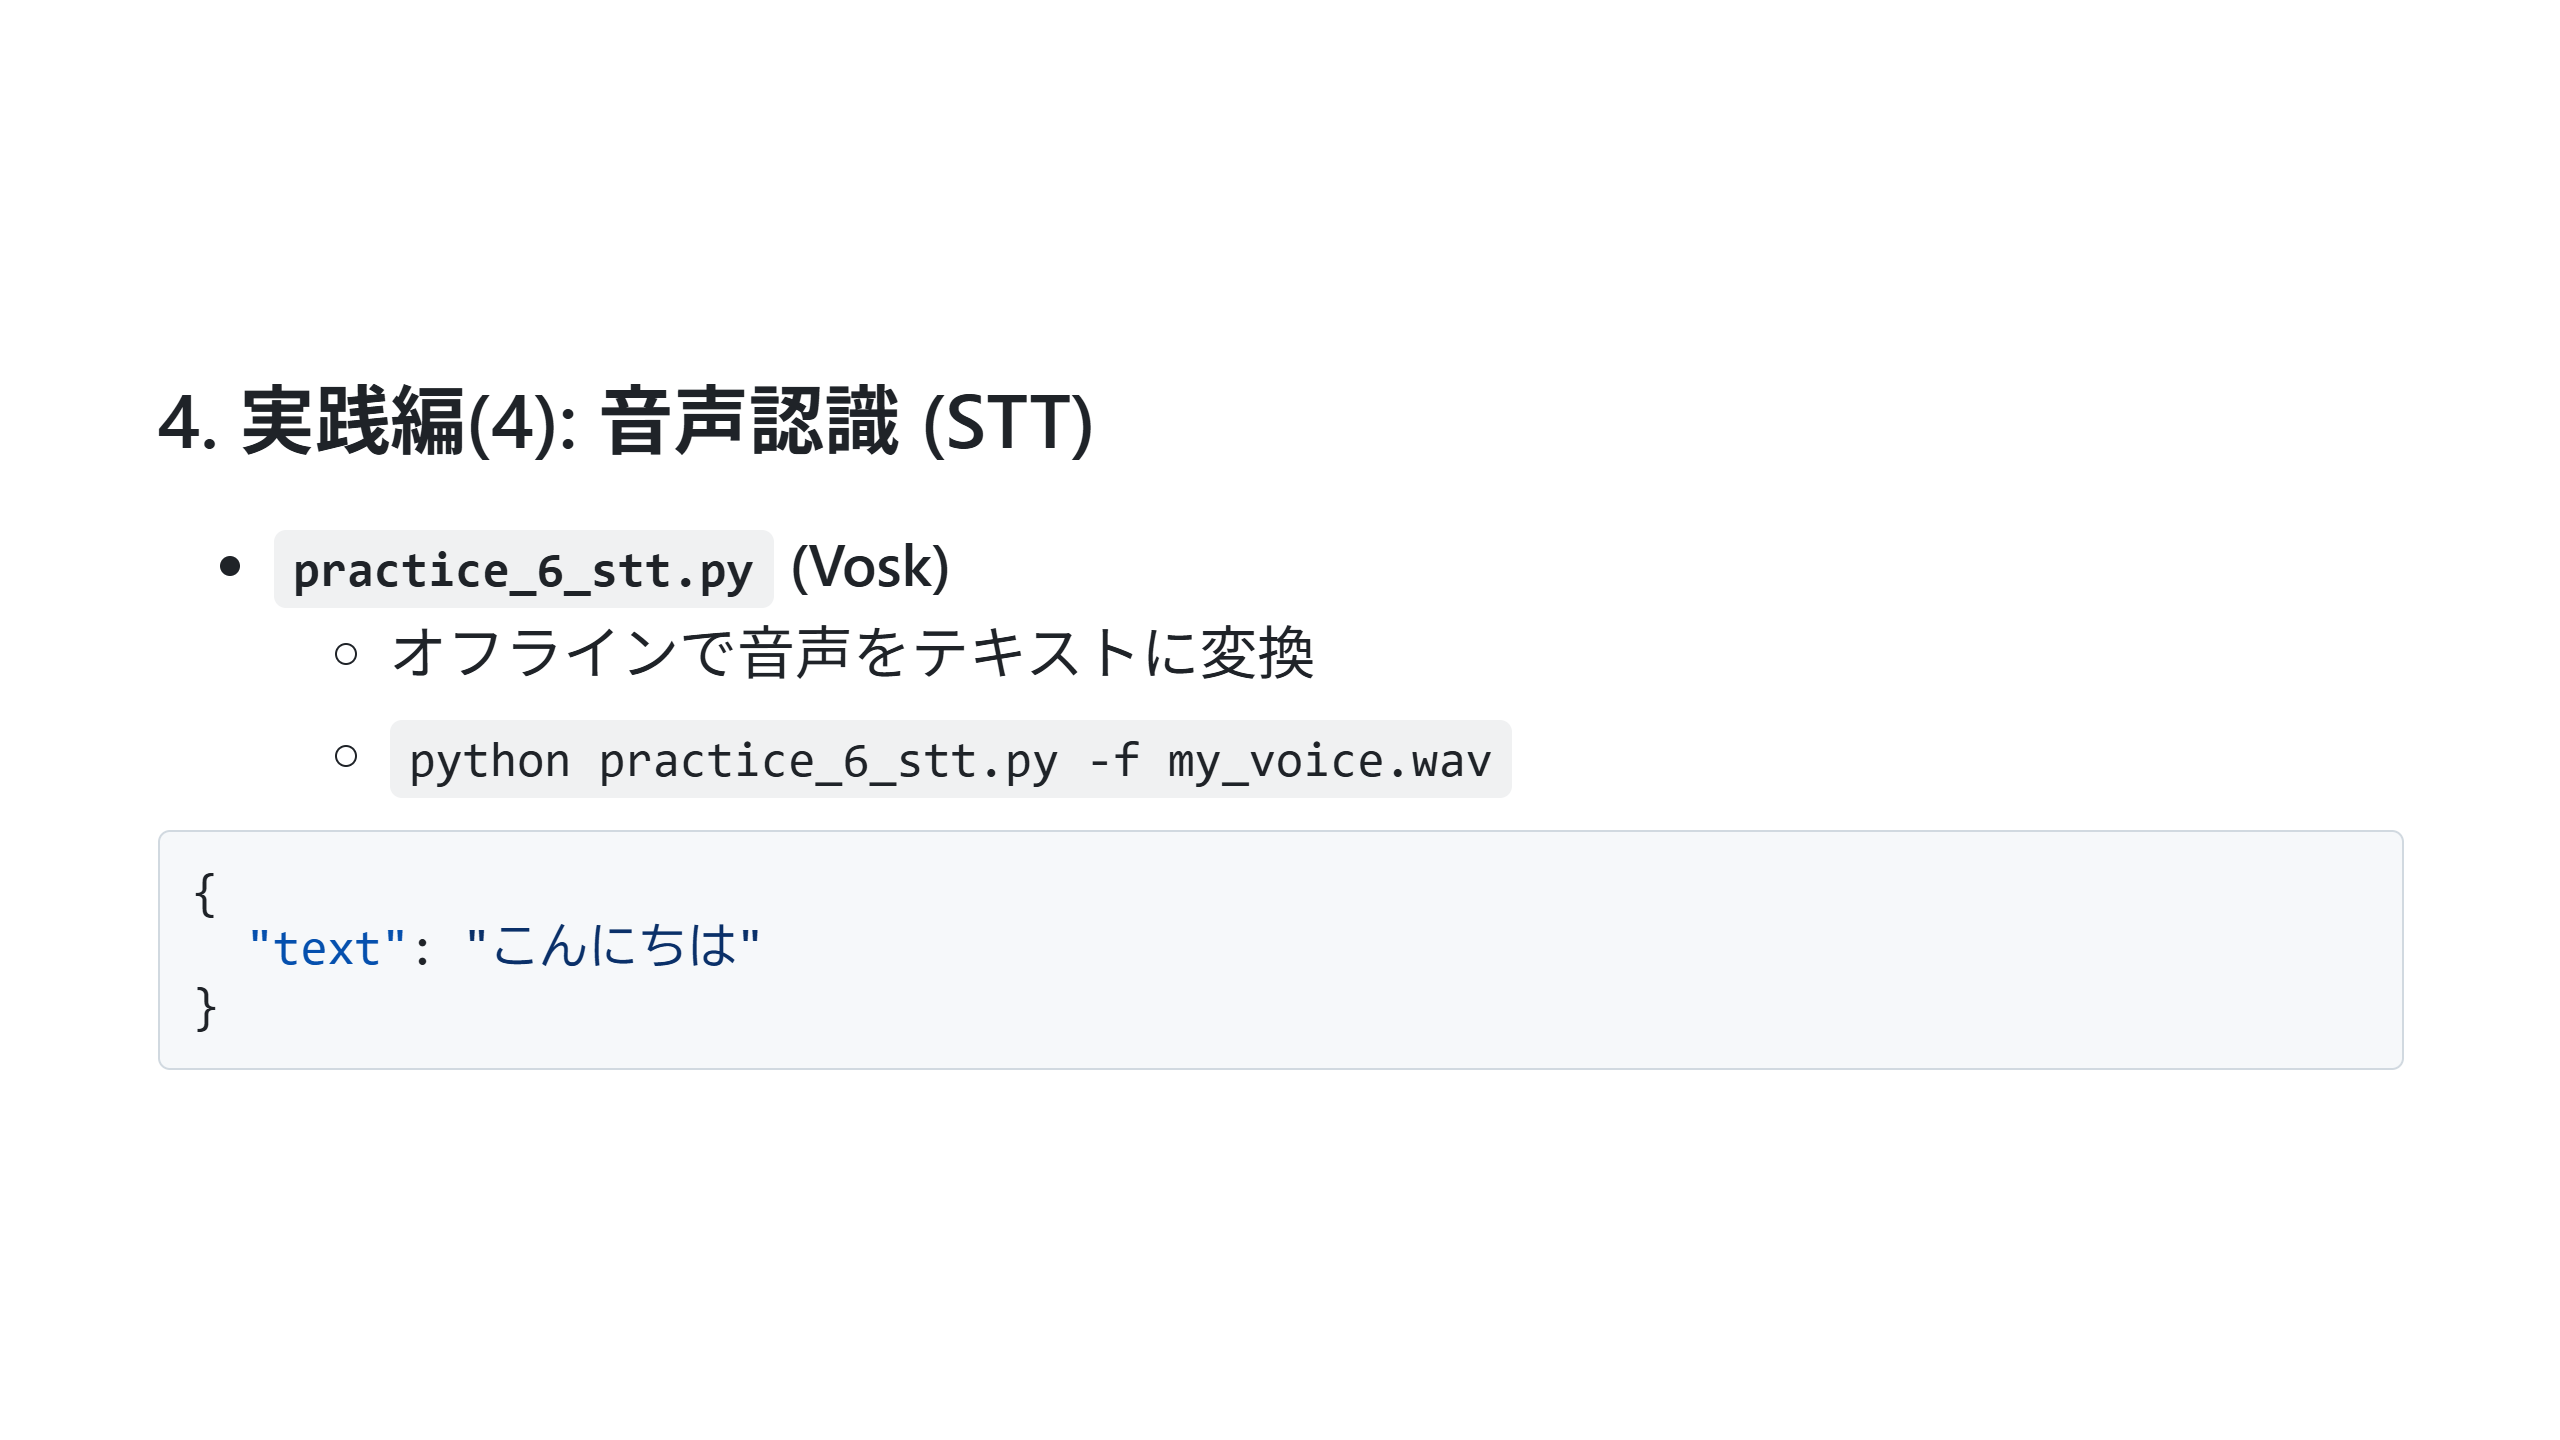 4. 実践編(4): 音声認識 (STT)
practice_6_stt.py (Vosk)
オフラインで音声をテキストに変換
python practice_6_stt.py -f my_voice.wav
{
  "text": "こんにちは"
}